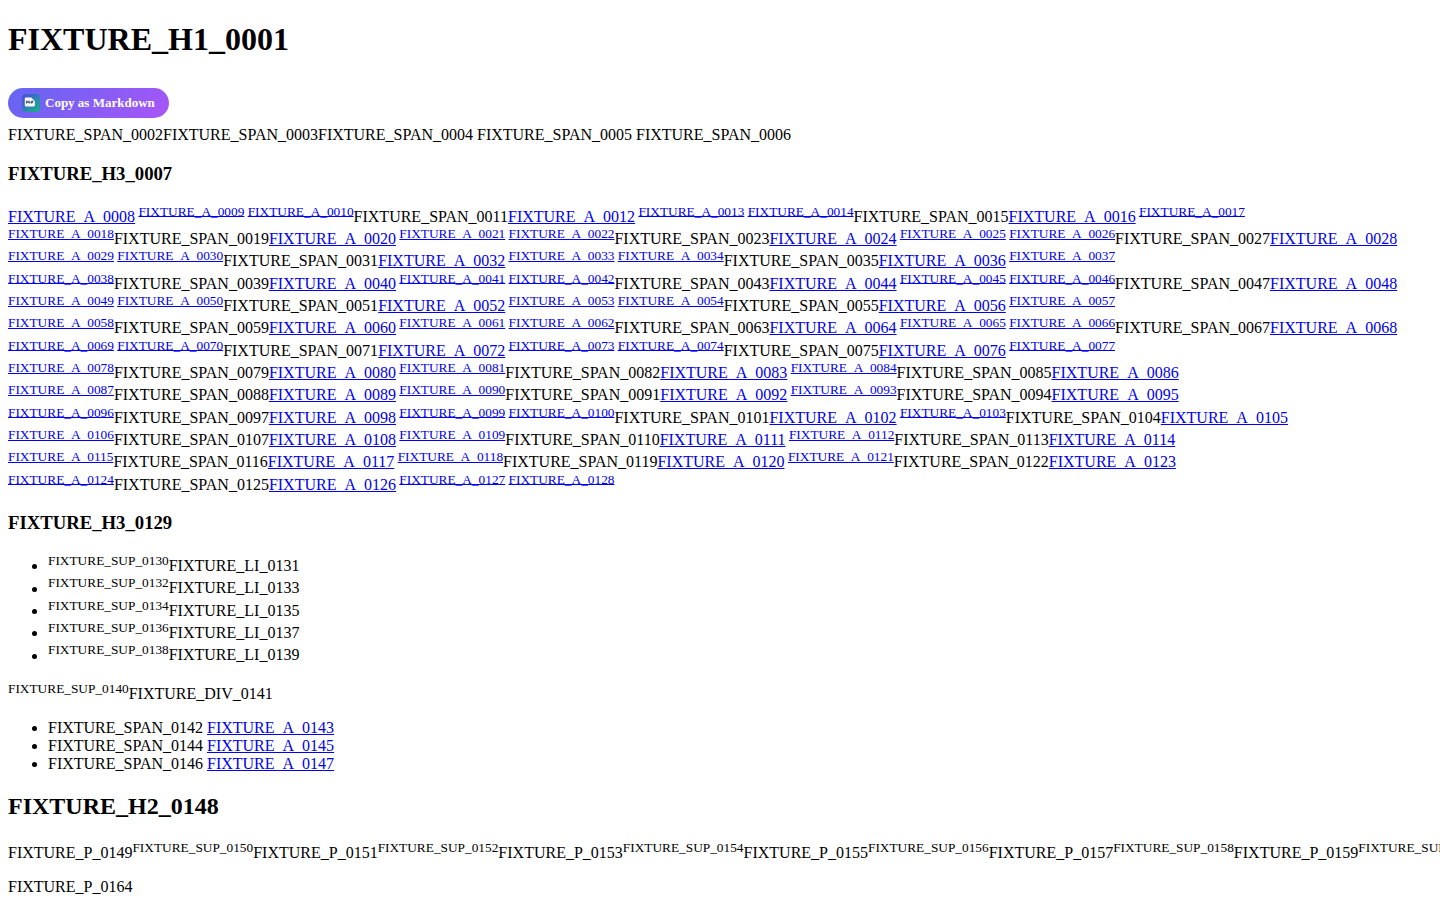 FIXTURE_H1_0001
Copy as Markdown
FIXTURE_SPAN_0002FIXTURE_SPAN_0003FIXTURE_SPAN_0004 FIXTURE_SPAN_0005 FIXTURE_SPAN_0006
FIXTURE_H3_0007
FIXTURE_A_0008 FIXTURE_A_0009 FIXTURE_A_0010FIXTURE_SPAN_0011FIXTURE_A_0012 FIXTURE_A_0013 FIXTURE_A_0014FIXTURE_SPAN_0015FIXTURE_A_0016 FIXTURE_A_0017
FIXTURE_A_0018FIXTURE_SPAN_0019FIXTURE_A_0020 FIXTURE_A_0021 FIXTURE_A_0022FIXTURE_SPAN_0023FIXTURE_A_0024 FIXTURE_A_0025 FIXTURE_A_0026FIXTURE_SPAN_0027FIXTURE_A_0028
FIXTURE_A_0029 FIXTURE_A_0030FIXTURE_SPAN_0031FIXTURE_A_0032 FIXTURE_A_0033 FIXTURE_A_0034FIXTURE_SPAN_0035FIXTURE_A_0036 FIXTURE_A_0037
FIXTURE_A_0038FIXTURE_SPAN_0039FIXTURE_A_0040 FIXTURE_A_0041 FIXTURE_A_0042FIXTURE_SPAN_0043FIXTURE_A_0044 FIXTURE_A_0045 FIXTURE_A_0046FIXTURE_SPAN_0047FIXTURE_A_0048
FIXTURE_A_0049 FIXTURE_A_0050FIXTURE_SPAN_0051FIXTURE_A_0052 FIXTURE_A_0053 FIXTURE_A_0054FIXTURE_SPAN_0055FIXTURE_A_0056 FIXTURE_A_0057
FIXTURE_A_0058FIXTURE_SPAN_0059FIXTURE_A_0060 FIXTURE_A_0061 FIXTURE_A_0062FIXTURE_SPAN_0063FIXTURE_A_0064 FIXTURE_A_0065 FIXTURE_A_0066FIXTURE_SPAN_0067FIXTURE_A_0068
FIXTURE_A_0069 FIXTURE_A_0070FIXTURE_SPAN_0071FIXTURE_A_0072 FIXTURE_A_0073 FIXTURE_A_0074FIXTURE_SPAN_0075FIXTURE_A_0076 FIXTURE_A_0077
FIXTURE_A_0078FIXTURE_SPAN_0079FIXTURE_A_0080 FIXTURE_A_0081FIXTURE_SPAN_0082FIXTURE_A_0083 FIXTURE_A_0084FIXTURE_SPAN_0085FIXTURE_A_0086
FIXTURE_A_0087FIXTURE_SPAN_0088FIXTURE_A_0089 FIXTURE_A_0090FIXTURE_SPAN_0091FIXTURE_A_0092 FIXTURE_A_0093FIXTURE_SPAN_0094FIXTURE_A_0095
FIXTURE_A_0096FIXTURE_SPAN_0097FIXTURE_A_0098 FIXTURE_A_0099 FIXTURE_A_0100FIXTURE_SPAN_0101FIXTURE_A_0102 FIXTURE_A_0103FIXTURE_SPAN_0104FIXTURE_A_0105
FIXTURE_A_0106FIXTURE_SPAN_0107FIXTURE_A_0108 FIXTURE_A_0109FIXTURE_SPAN_0110FIXTURE_A_0111 FIXTURE_A_0112FIXTURE_SPAN_0113FIXTURE_A_0114
FIXTURE_A_0115FIXTURE_SPAN_0116FIXTURE_A_0117 FIXTURE_A_0118FIXTURE_SPAN_0119FIXTURE_A_0120 FIXTURE_A_0121FIXTURE_SPAN_0122FIXTURE_A_0123
FIXTURE_A_0124FIXTURE_SPAN_0125FIXTURE_A_0126 FIXTURE_A_0127 FIXTURE_A_0128
FIXTURE_H3_0129
FIXTURE_SUP_0130FIXTURE_LI_0131
FIXTURE_SUP_0132FIXTURE_LI_0133
FIXTURE_SUP_0134FIXTURE_LI_0135
FIXTURE_SUP_0136FIXTURE_LI_0137
FIXTURE_SUP_0138FIXTURE_LI_0139
FIXTURE_SUP_0140FIXTURE_DIV_0141
FIXTURE_SPAN_0142 FIXTURE_A_0143
FIXTURE_SPAN_0144 FIXTURE_A_0145
FIXTURE_SPAN_0146 FIXTURE_A_0147
FIXTURE_H2_0148
FIXTURE_P_0149FIXTURE_SUP_0150FIXTURE_P_0151FIXTURE_SUP_0152FIXTURE_P_0153FIXTURE_SUP_0154FIXTURE_P_0155FIXTURE_SUP_0156FIXTURE_P_0157FIXTURE_SUP_0158FIXTURE_P_0159
FIXTURE_P_0164